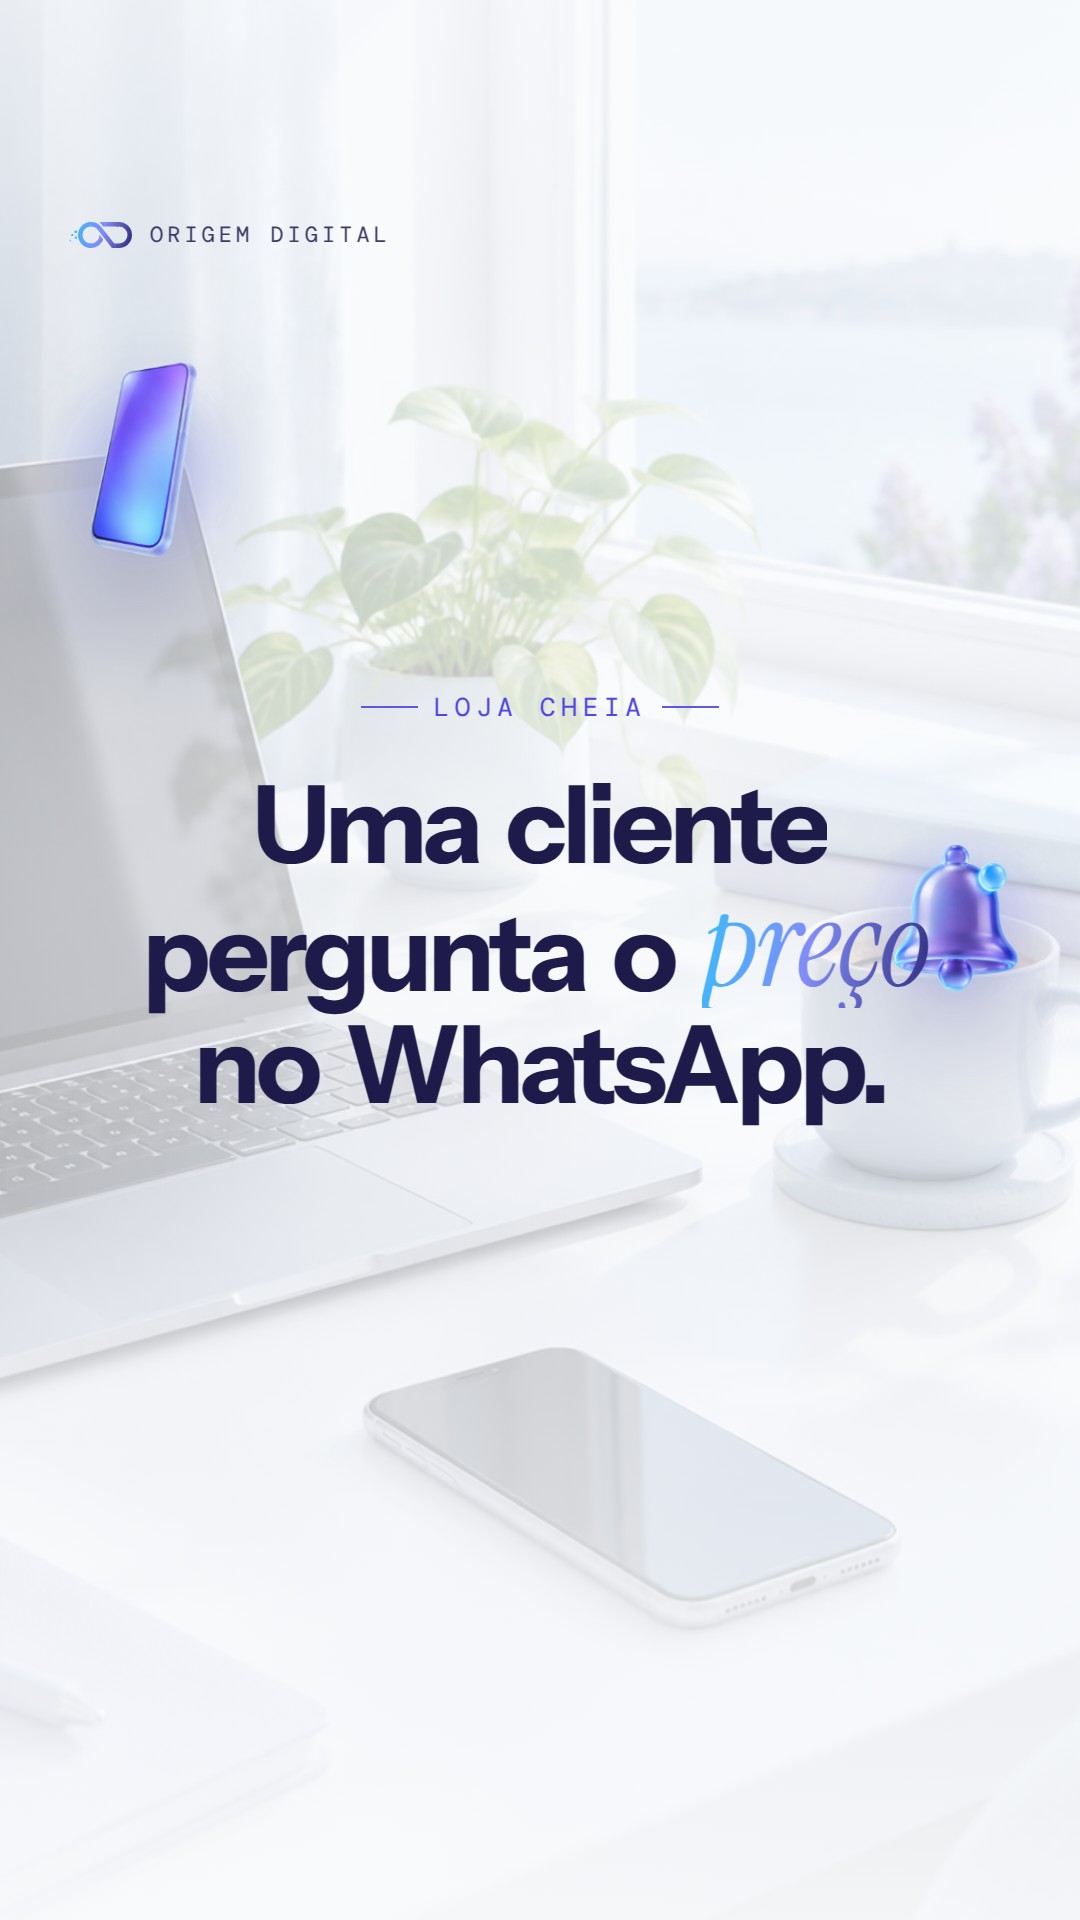 ORIGEM DIGITAL
LOJA CHEIA
Uma cliente
pergunta o preço
no WhatsApp.